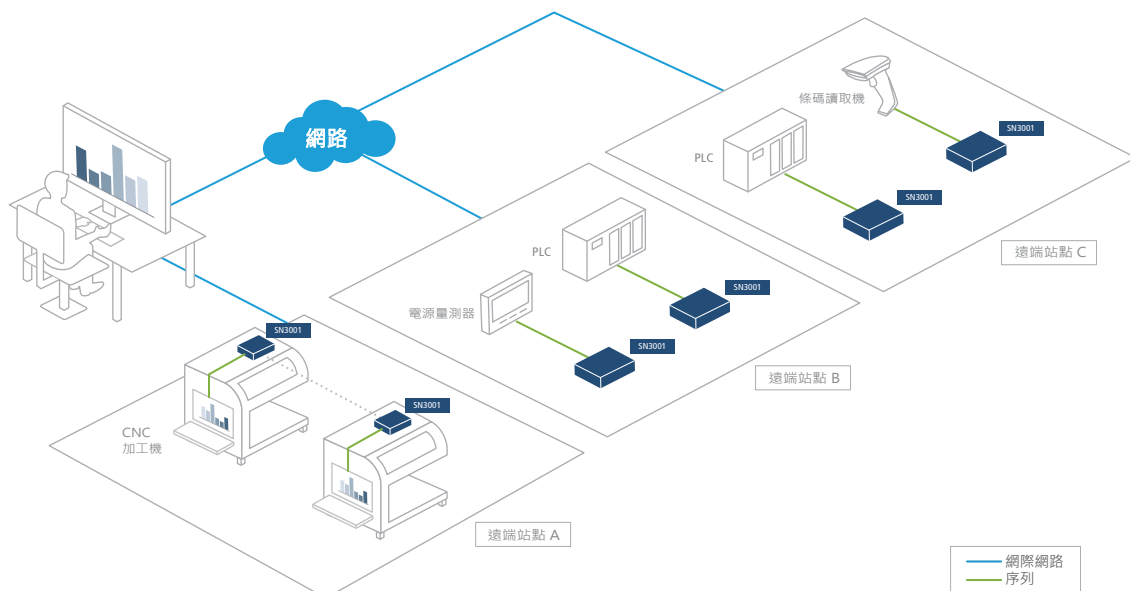 網路
條碼讀取機
SN3001
PLC
SN3001
遠端站點 C
PLC
SN3001
電源量測器
SN3001
遠端站點 B
SN3001
SN3001
CNC
加工機
遠端站點 A
網際網路
序列